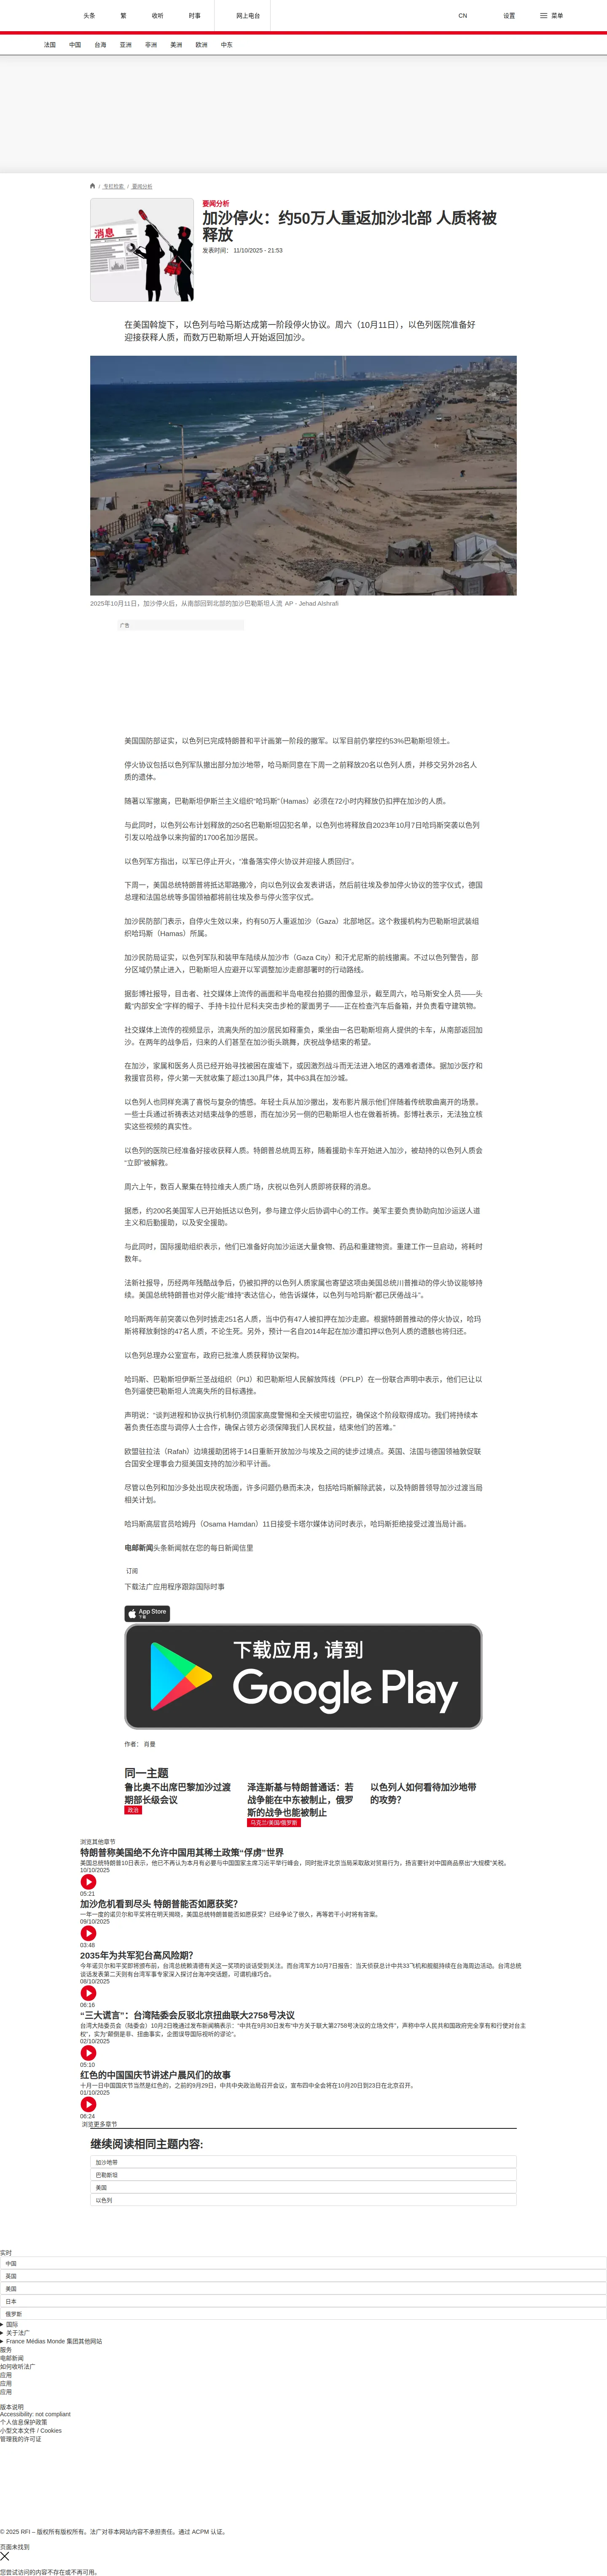 头条 繁 收听 时事 网上电台 CN 设置 菜单
法国 中国 台海 亚洲 非洲 美洲 欧洲 中东
/ 专栏检索 / 要闻分析
消息
要闻分析
加沙停火：约50万人重返加沙北部 人质将被
释放
发表时间： 11/10/2025 - 21:53
在美国斡旋下，以色列与哈马斯达成第一阶段停火协议。周六（10月11日），以色列医院准备好
迎接获释人质，而数万巴勒斯坦人开始返回加沙。
2025年10月11日，加沙停火后，从南部回到北部的加沙巴勒斯坦人流 AP - Jehad Alshrafi
广告
美国国防部证实，以色列已完成特朗普和平计画第一阶段的撤军。以军目前仍掌控约53%巴勒斯坦领土。
停火协议包括以色列军队撤出部分加沙地带，哈马斯同意在下周一之前释放20名以色列人质，并移交另外28名人
质的遗体。
随著以军撤离，巴勒斯坦伊斯兰主义组织“哈玛斯”（Hamas）必须在72小时内释放仍扣押在加沙的人质。
与此同时，以色列公布计划释放的250名巴勒斯坦囚犯名单，以色列也将释放自2023年10月7日哈玛斯突袭以色列
引发以哈战争以来拘留的1700名加沙居民。
以色列军方指出，以军已停止开火，“准备落实停火协议并迎接人质回归”。
下周一，美国总统特朗普将抵达耶路撒冷，向以色列议会发表讲话，然后前往埃及参加停火协议的签字仪式，德国
总理和法国总统等多国领袖都将前往埃及参与停火签字仪式。
加沙民防部门表示，自停火生效以来，约有50万人重返加沙（Gaza）北部地区。这个救援机构为巴勒斯坦武装组
织哈玛斯（Hamas）所属。
加沙民防局证实，以色列军队和装甲车陆续从加沙市（Gaza City）和汗尤尼斯的前线撤离。不过以色列警告，部
分区域仍禁止进入，巴勒斯坦人应避开以军调整加沙走廊部署时的行动路线。
据彭博社报导，目击者、社交媒体上流传的画面和半岛电视台拍摄的图像显示，截至周六，哈马斯安全人员——头
戴“内部安全”字样的帽子、手持卡拉什尼科夫突击步枪的蒙面男子——正在检查汽车后备箱，并负责看守建筑物。
社交媒体上流传的视频显示，流离失所的加沙居民如释重负，乘坐由一名巴勒斯坦商人提供的卡车，从南部返回加
沙。在两年的战争后，归来的人们甚至在加沙街头跳舞，庆祝战争结束的希望。
在加沙，家属和医务人员已经开始寻找被困在废墟下，或因激烈战斗而无法进入地区的遇难者遗体。据加沙医疗和
救援官员称，停火第一天就收集了超过130具尸体，其中63具在加沙城。
以色列人也同样充满了喜悦与复杂的情感。年轻士兵从加沙撤出，发布影片展示他们伴随着传统歌曲离开的场景。
一些士兵通过祈祷表达对结束战争的感恩，而在加沙另一侧的巴勒斯坦人也在做着祈祷。彭博社表示，无法独立核
实这些视频的真实性。
以色列的医院已经准备好接收获释人质。特朗普总统周五称，随着援助卡车开始进入加沙，被劫持的以色列人质会
“立即”被解救。
周六上午，数百人聚集在特拉维夫人质广场，庆祝以色列人质即将获释的消息。
据悉，约200名美国军人已开始抵达以色列，参与建立停火后协调中心的工作。美军主要负责协助向加沙运送人道
主义和后勤援助，以及安全援助。
与此同时，国际援助组织表示，他们已准备好向加沙运送大量食物、药品和重建物资。重建工作一旦启动，将耗时
数年。
法新社报导，历经两年残酷战争后，仍被扣押的以色列人质家属也寄望这项由美国总统川普推动的停火协议能够持
续。美国总统特朗普也对停火能“维持”表达信心，他告诉媒体，以色列与哈玛斯“都已厌倦战斗”。
哈玛斯两年前突袭以色列时掳走251名人质，当中仍有47人被扣押在加沙走廊。根据特朗普推动的停火协议，哈玛
斯将释放剩馀的47名人质，不论生死。另外，预计一名自2014年起在加沙遭扣押以色列人质的遗骸也将归还。
以色列总理办公室宣布，政府已批淮人质获释协议架构。
哈玛斯、巴勒斯坦伊斯兰圣战组织（PIJ）和巴勒斯坦人民解放阵线（PFLP）在一份联合声明中表示，他们已让以
色列逼使巴勒斯坦人流离失所的目标遇挫。
声明说：“谈判进程和协议执行机制仍须国家高度警惕和全天候密切监控，确保这个阶段取得成功。我们将持续本
著负责任态度与调停人士合作，确保占领方必须保障我们人民权益，结束他们的苦难。”
欧盟驻拉法（Rafah）边境援助团将于14日重新开放加沙与埃及之间的徒步过境点。英国、法国与德国领袖敦促联
合国安全理事会力挺美国支持的加沙和平计画。
尽管以色列和加沙多处出现庆祝场面，许多问题仍悬而未决，包括哈玛斯解除武装，以及特朗普领导加沙过渡当局
相关计划。
哈玛斯高层官员哈姆丹（Osama Hamdan）11日接受卡塔尔媒体访问时表示，哈玛斯拒绝接受过渡当局计画。
电邮新闻头条新闻就在您的每日新闻信里
订阅
下载法广应用程序跟踪国际时事
App Store
下载
下载应用，请到
Google Play
作者： 肖曼
同一主题
鲁比奥不出席巴黎加沙过渡
期部长级会议
政治
泽连斯基与特朗普通话：若
战争能在中东被制止，俄罗
斯的战争也能被制止
马克兰/美国/俄罗斯
以色列人如何看待加沙地带
的攻势？
浏览其他章节
特朗普称美国绝不允许中国用其稀土政策“俘虏”世界
美国总统特朗普10日表示，他已不再认为本月有必要与中国国家主席习近平举行峰会，同时批评北京当局采取敌对贸易行为，扬言要针对中国商品祭出“大规模”关税。
10/10/2025
05:21
加沙危机看到尽头 特朗普能否如愿获奖？
一年一度的诺贝尔和平奖将在明天揭晓，美国总统特朗普能否如愿获奖？已经争论了很久，再等若干小时将有答案。
09/10/2025
03:48
2035年为共军犯台高风险期？
今年诺贝尔和平奖即将颁布前，台湾总统赖清德有关这一奖项的谈话受到关注。而台湾军方10月7日报告：当天侦获总计中共33飞机和舰艇持续在台海周边活动。台湾总统
谈话发表第二天则有台湾军事专家深入探讨台海冲突话题，可谓机缘巧合。
08/10/2025
06:16
“三大谎言”：台湾陆委会反驳北京扭曲联大2758号决议
台湾大陆委员会（陆委会）10月2日晚通过发布新闻稿表示：“中共在9月30日发布“中方关于联大第2758号决议的立场文件”，声称中华人民共和国政府完全享有和行使对台主
权”，实为“颠倒是非、扭曲事实，企图误导国际视听的谬论”。
02/10/2025
05:10
红色的中国国庆节讲述户晨风们的故事
十月一日中国国庆节当然是红色的，之前的9月29日，中共中央政治局召开会议，宣布四中全会将在10月20日到23日在北京召开。
01/10/2025
06:24
浏览更多章节
继续阅读相同主题内容:
加沙地带
巴勒斯坦
美国
以色列
实时
中国
英国
美国
日本
俄罗斯
国际
关于法广
France Médias Monde 集团其他网站
服务
电邮新闻
如何收听法广
应用
应用
应用
版本说明
Accessibility: not compliant
个人信息保护政策
小型文本文件 / Cookies
管理我的许可证
© 2025 RFI – 版权所有版权所有。法广对非本网站内容不承担责任。通过 ACPM 认证。
页面未找到
您尝试访问的内容不存在或不再可用。